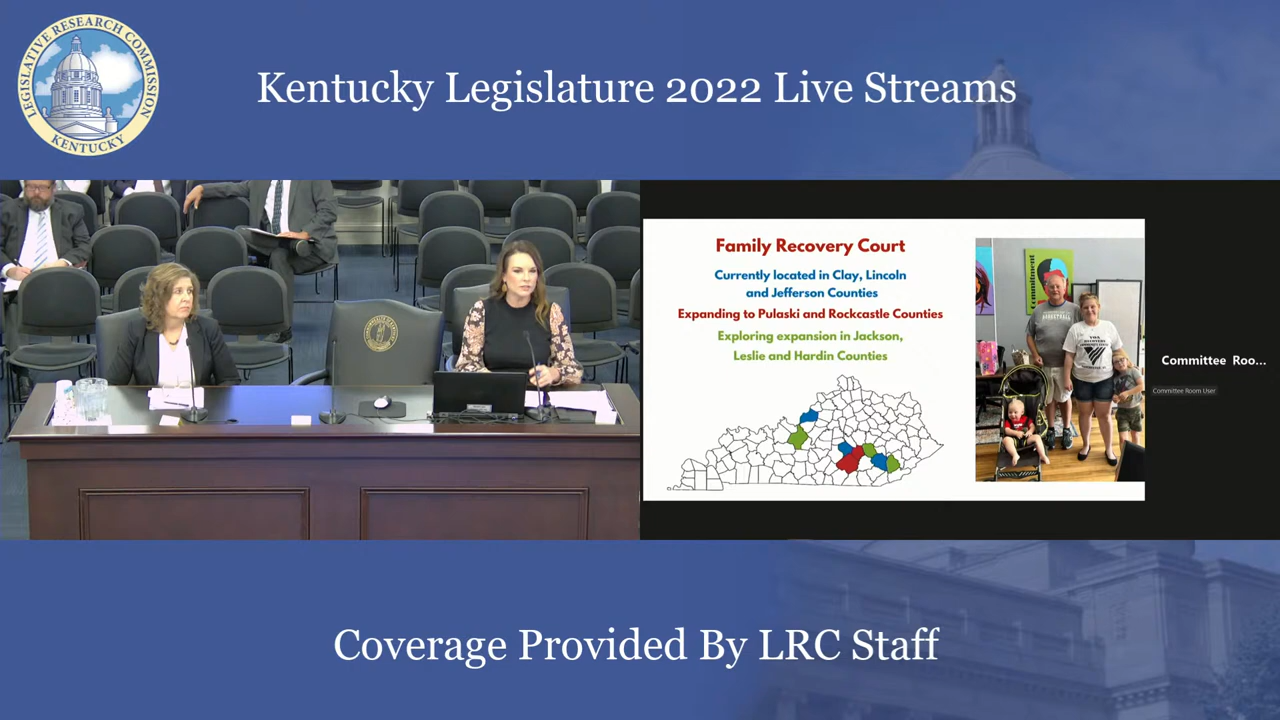 LEGISLATIVE RESEARCH COMMISSION
KENTUCKY
Kentucky Legislature 2022 Live Streams
Family Recovery Court
Currently located in Clay, Lincoln
and Jefferson Counties
Expanding to Pulaski and Rockcastle Counties
Exploring expansion in Jackson,
Leslie and Hardin Counties
commitment
Committee Roo...
Committee Room User
Coverage Provided By LRC Staff